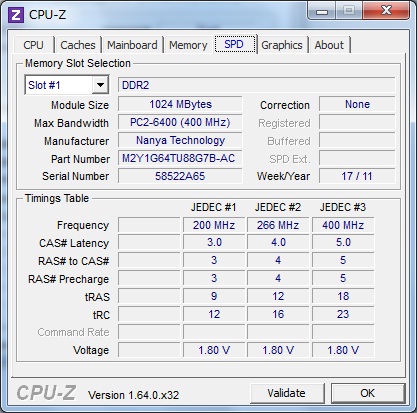 Z CPU-Z
CPU Caches Mainboard Memory SPD Graphics About
Memory Slot Selection
Slot #1 DDR2
Module Size 1024 MBytes Correction None
Max Bandwidth PC2-6400 (400 MHz) Registered
Manufacturer Nanya Technology Buffered
Part Number M2Y1G64TU88G7B-AC SPD Ext.
Serial Number 58522A65 Week/Year 17 / 11
Timings Table
JEDEC #1 JEDEC #2 JEDEC #3
Frequency 200 MHz 266 MHz 400 MHz
CAS# Latency 3.0 4.0 5.0
RAS# to CAS# 3 4 5
RAS# Precharge 3 4 5
tRAS 9 12 18
tRC 12 16 23
Command Rate
Voltage 1.80 V 1.80 V 1.80 V
CPU-Z Version 1.64.0.x32 Validate OK